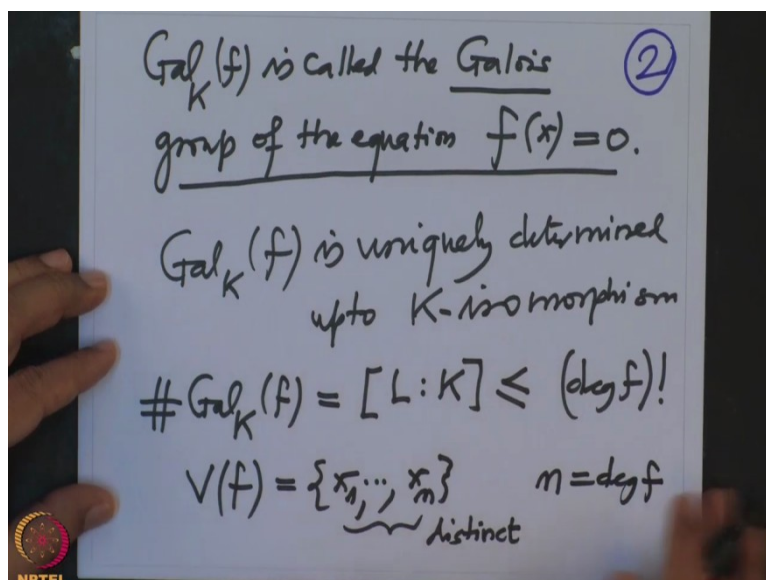 Gal_K(f) is called the Galois
②
group of the equation f(x) = 0.
Gal_K(f) is uniquely determined
upto K-isomorphism
# Gal_K(f) = [L:K] ≤ (deg f)!
V(f) = {x_1, ..., x_n} n = deg f
distinct
NPTEL